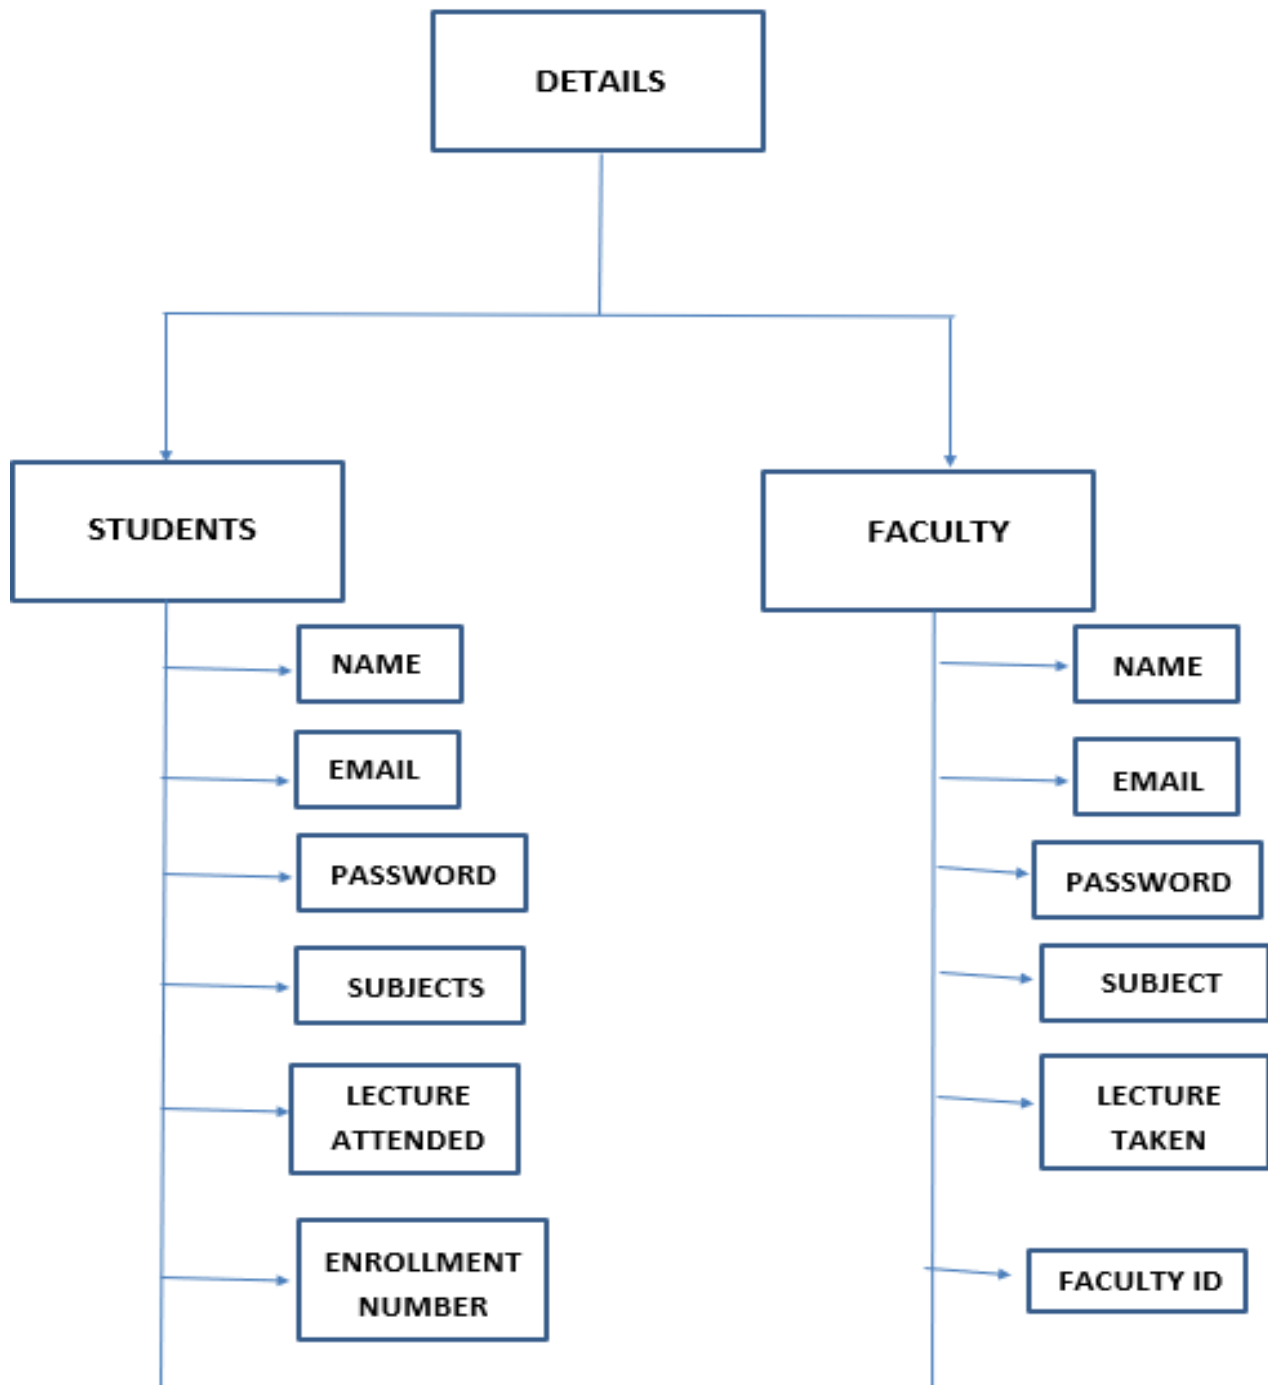 DETAILS
STUDENTS
FACULTY
NAME
EMAIL
PASSWORD
SUBJECTS
LECTURE
ATTENDED
ENROLLMENT
NUMBER
NAME
EMAIL
PASSWORD
SUBJECT
LECTURE
TAKEN
FACULTY ID